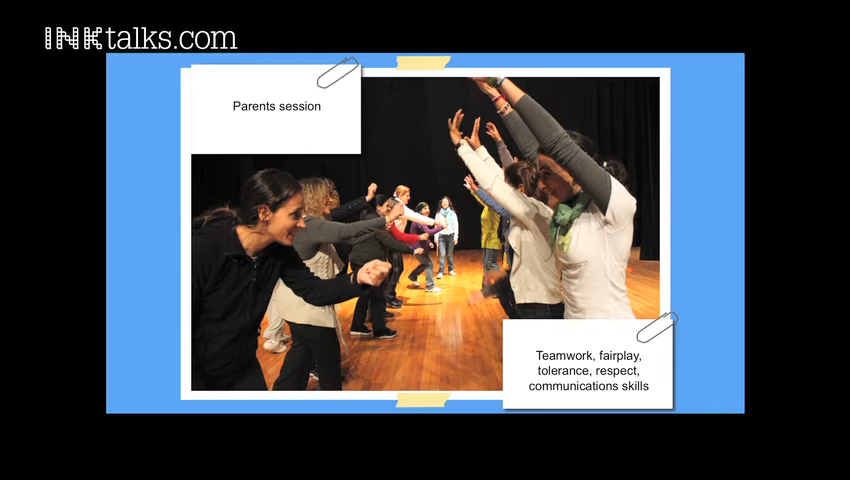 INKtalks.com
Parents session
Teamwork, fairplay,
tolerance, respect,
communications skills